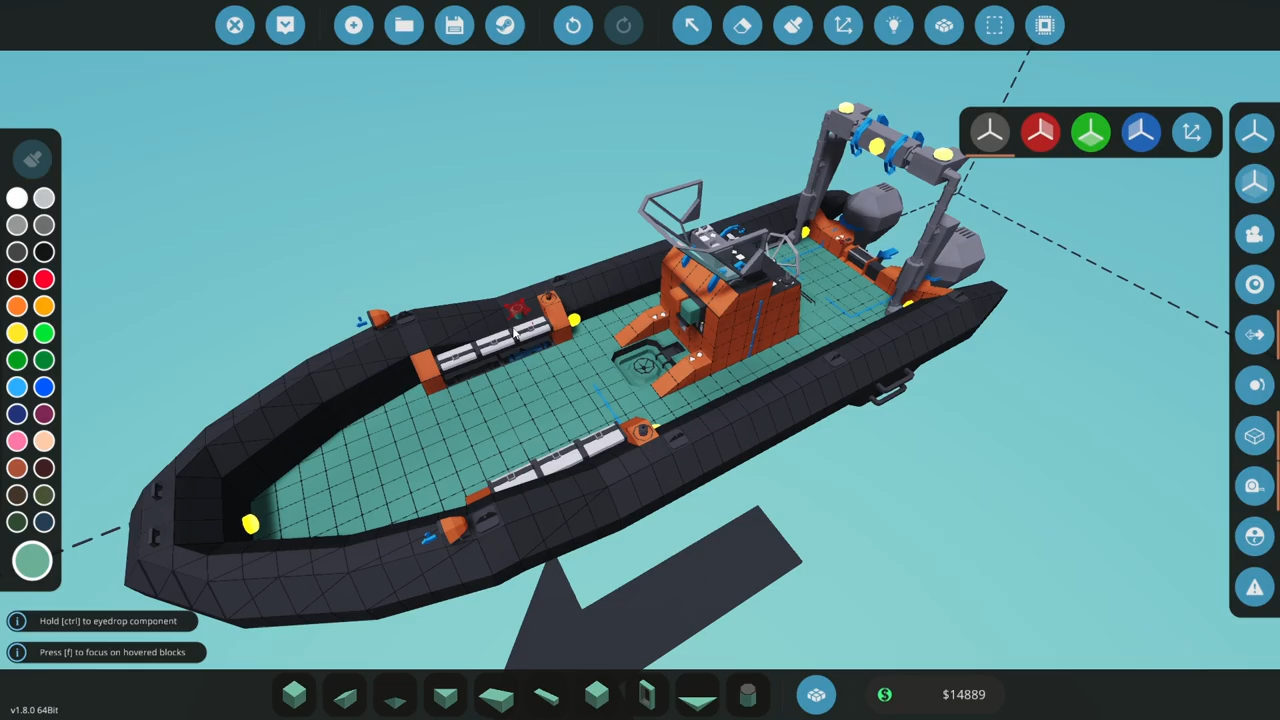 Hold [ctrl] to eyedrop component
Press [f] to focus on hovered blocks
$ $14889
v1.8.0 64Bit